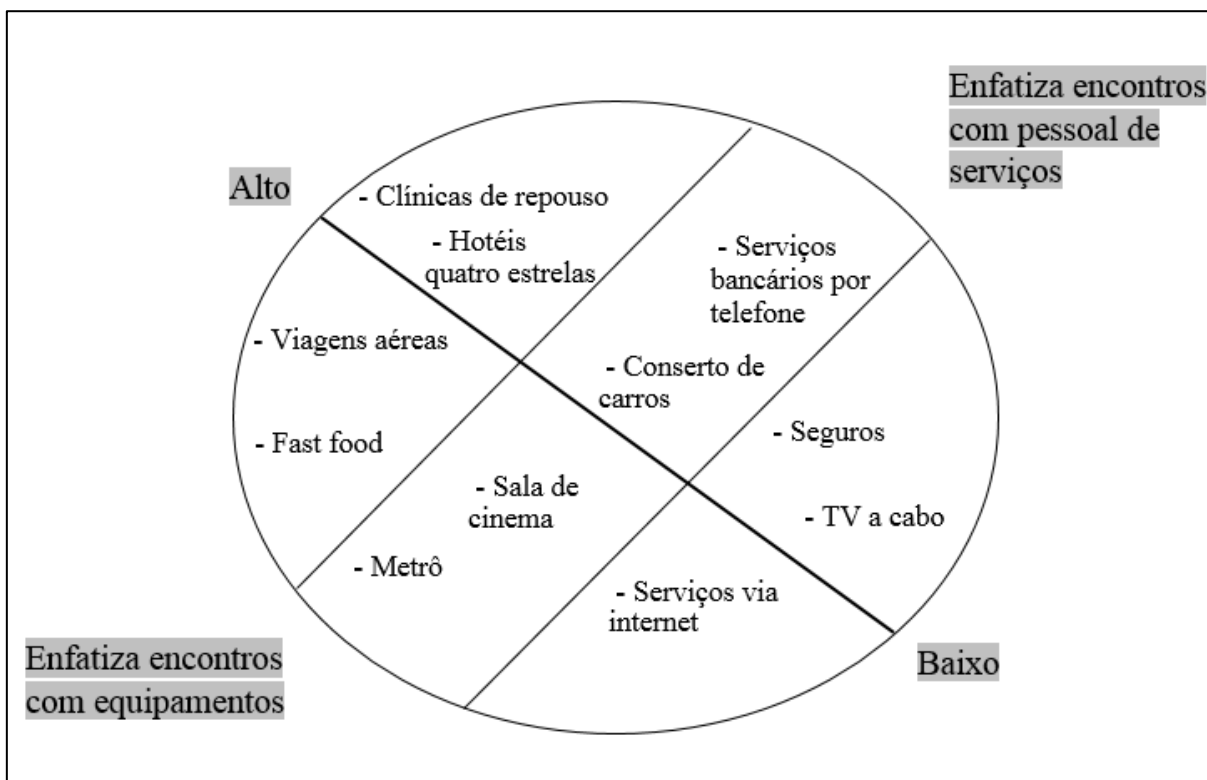 Enfatiza encontros
com pessoal de
serviços
Alto
- Clínicas de repouso
- Hotéis
quatro estrelas
- Serviços
bancários por
telefone
- Viagens aéreas
- Conserto de
carros
- Fast food
- Seguros
- Sala de
cinema
- TV a cabo
- Metrô
- Serviços via
internet
Enfatiza encontros
com equipamentos
Baixo